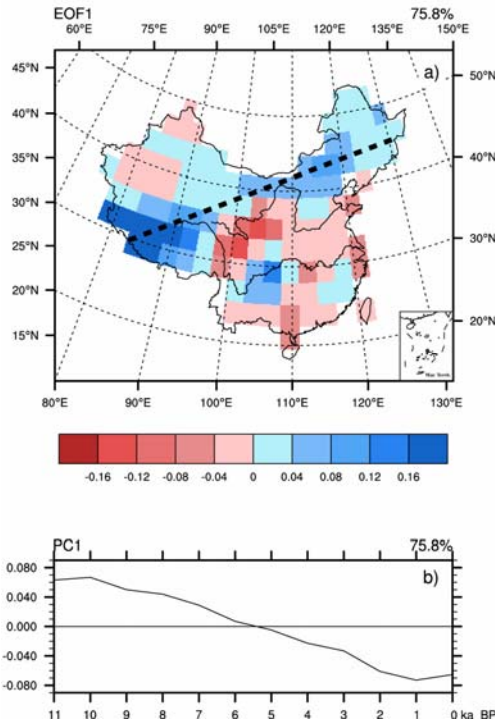 EOF1 75.8%
60°E 75°E 90°E 105°E 120°E 135°E 150°E
a)
45°N 50°N
40°N
35°N 40°N
30°N
25°N 30°N
20°N
15°N 20°N
80°E 90°E 100°E 110°E 120°E 130°E
-0.16 -0.12 -0.08 -0.04 0 0.04 0.08 0.12 0.16
PC1 75.8%
b)
0.080
0.040
0.000
-0.040
-0.080
11 10 9 8 7 6 5 4 3 2 1 0 ka BP